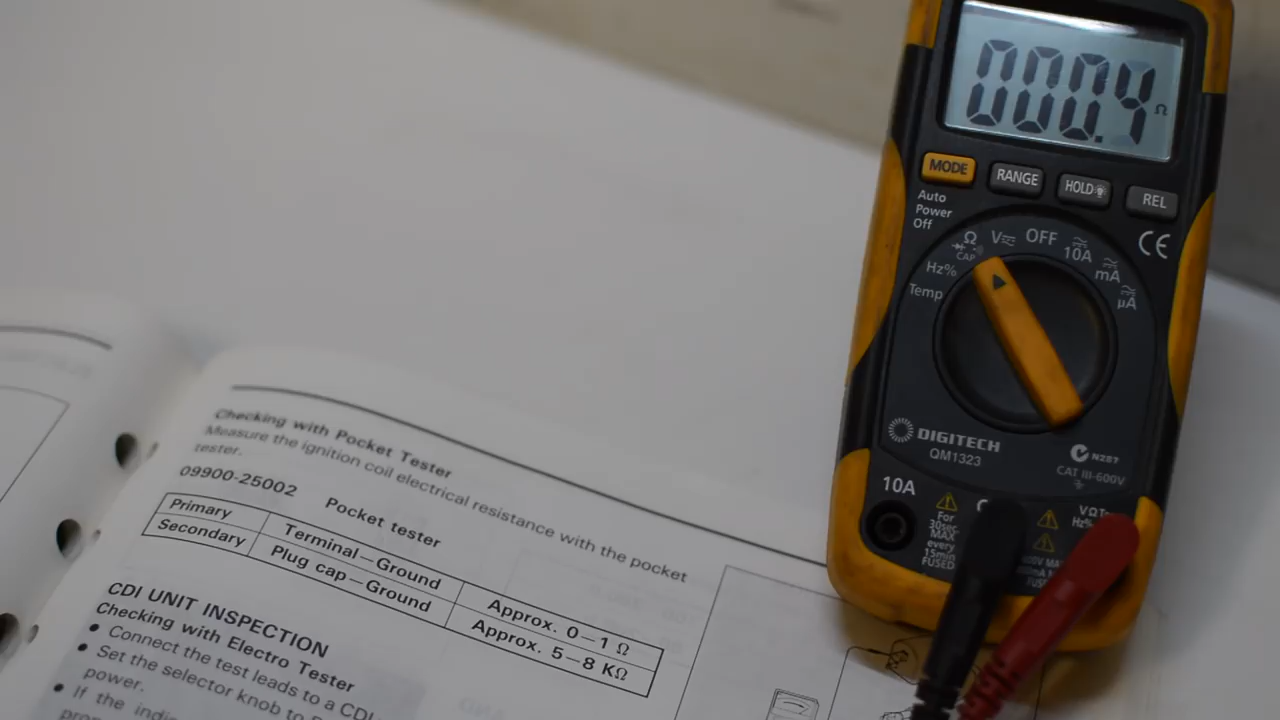 000.4 Ω
MODE
RANGE
HOLD
REL
Auto
Power
Off
Ω
CAP
V
OFF
10A
mA
µA
Hz%
Temp
CE
DIGITECH
QM1323
N257
CAT III-600V
10A
For
30sec
MAX
every
15min
FUSED
VΩ
Hz%
Checking with Pocket Tester
Measure the ignition coil electrical resistance with the pocket
tester.
09900-25002 Pocket tester
Primary Terminal—Ground Approx. 0—1 Ω
Secondary Plug cap—Ground Approx. 5—8 KΩ
CDI UNIT INSPECTION
Checking with Electro Tester
● Connect the test leads to a CDI
● Set the selector knob to
power.
● If the